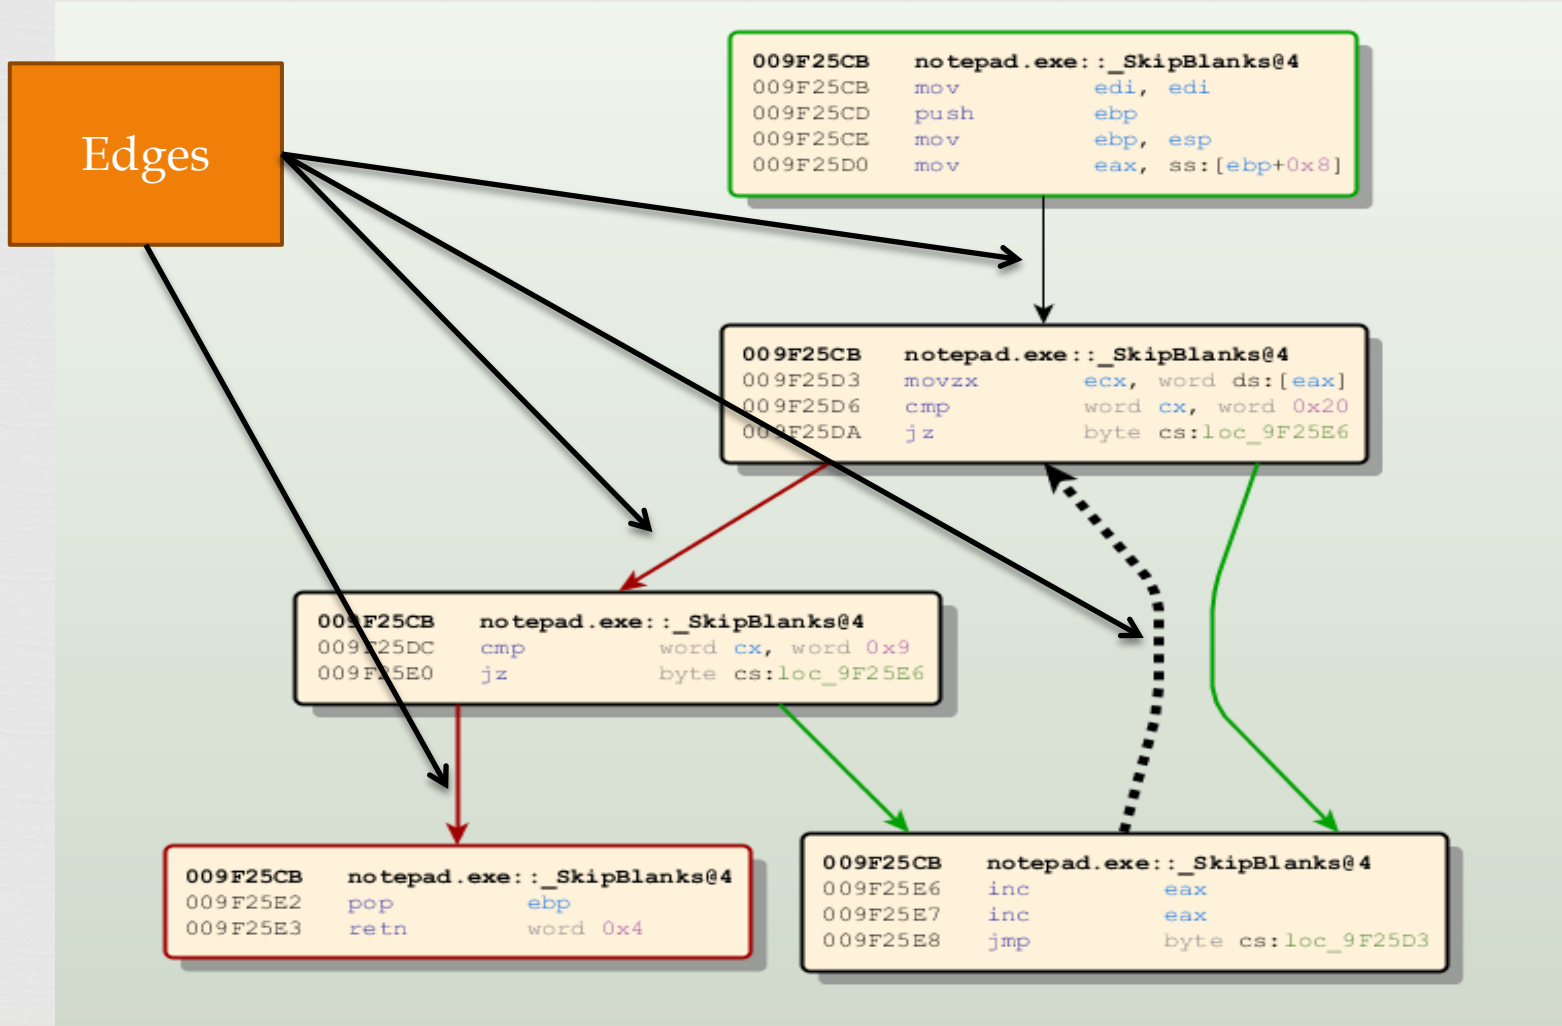 Edges
009F25CB notepad.exe::_SkipBlanks@4
009F25CB mov edi, edi
009F25CD push ebp
009F25CE mov ebp, esp
009F25D0 mov eax, ss:[ebp+0x8]
009F25CB notepad.exe::_SkipBlanks@4
009F25D3 movzx ecx, word ds:[eax]
009F25D6 cmp word cx, word 0x20
009F25DA jz byte cs:loc_9F25E6
009F25CB notepad.exe::_SkipBlanks@4
009F25DC cmp word cx, word 0x9
009F25E0 jz byte cs:loc_9F25E6
009F25CB notepad.exe::_SkipBlanks@4
009F25E2 pop ebp
009F25E3 retn word 0x4
009F25CB notepad.exe::_SkipBlanks@4
009F25E6 inc eax
009F25E7 inc eax
009F25E8 jmp byte cs:loc_9F25D3